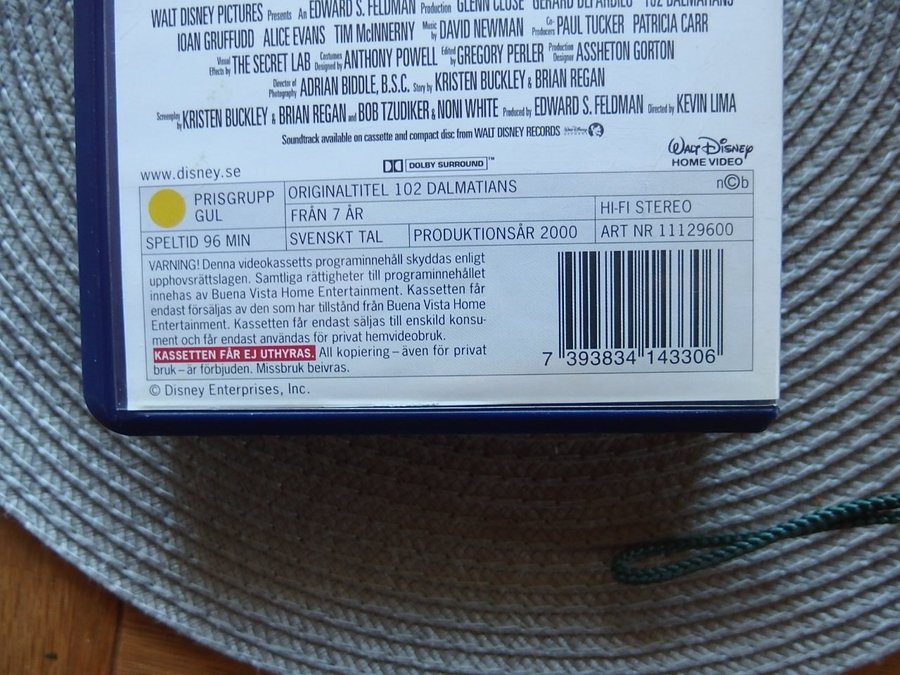 WALT DISNEY PICTURES Presents An EDWARD S. FELDMAN Production GLENN CLOSE GERARD DEPARDIEU 102 DALMATIANS
IOAN GRUFFUDD ALICE EVANS TIM McINNERNY Music by DAVID NEWMAN Co-Producers PAUL TUCKER PATRICIA CARR
Visual Effects by THE SECRET LAB Costumes Designed by ANTHONY POWELL Edited by GREGORY PERLER Production Designer ASSHETON GORTON
Director of Photography ADRIAN BIDDLE, B.S.C. Story by KRISTEN BUCKLEY & BRIAN REGAN
Screenplay by KRISTEN BUCKLEY & BRIAN REGAN and BOB TZUDIKER & NONI WHITE Produced by EDWARD S. FELDMAN Directed by KEVIN LIMA
Soundtrack available on cassette and compact disc from WALT DISNEY RECORDS
www.disney.se
DOLBY SURROUND™
WALT DISNEY
HOME VIDEO
PRISGRUPP
GUL
ORIGINALTITEL 102 DALMATIANS
n©b
FRÅN 7 ÅR
HI-FI STEREO
SPELTID 96 MIN
SVENSKT TAL
PRODUKTIONSÅR 2000
ART NR 11129600
VARNING! Denna videokassetts programinnehåll skyddas enligt
upphovsrättslagen. Samtliga rättigheter till programinnehållet
innehas av Buena Vista Home Entertainment. Kassetten får
endast försäljas av den som har tillstånd från Buena Vista Home
Entertainment. Kassetten får endast säljas till enskild konsu-
ment och får endast användas för privat hemvideobruk.
KASSETTEN FÅR EJ UTHYRAS. All kopiering – även för privat
bruk – är förbjuden. Missbruk beivras.
7 393834 143306
© Disney Enterprises, Inc.